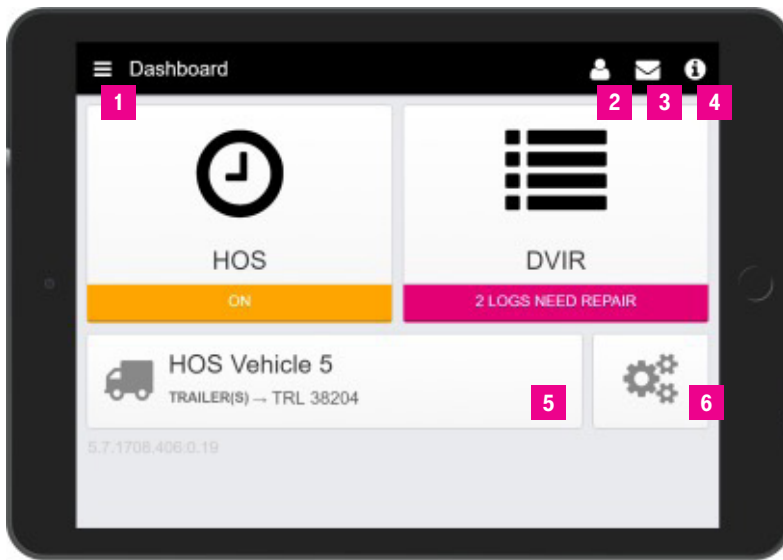 Dashboard
1
2
3
4
HOS
DVIR
ON
2 LOGS NEED REPAIR
HOS Vehicle 5
TRAILER(S) → TRL 38204
5
6
5.7.1708.406.0.19